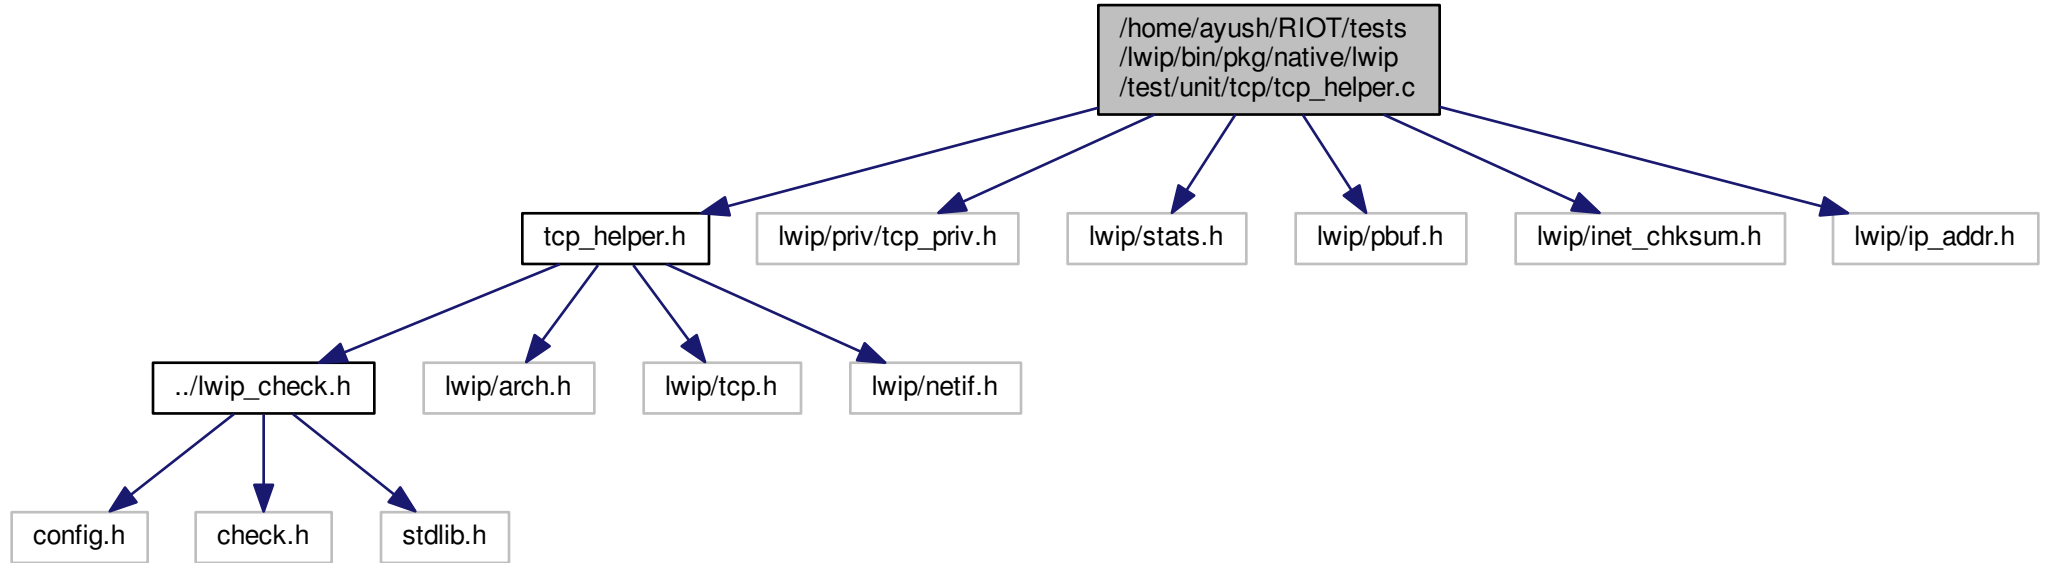 /home/ayush/RIOT/tests
/lwip/bin/pkg/native/lwip
/test/unit/tcp/tcp_helper.c
tcp_helper.h
lwip/priv/tcp_priv.h
lwip/stats.h
lwip/pbuf.h
lwip/inet_chksum.h
lwip/ip_addr.h
../lwip_check.h
lwip/arch.h
lwip/tcp.h
lwip/netif.h
config.h
check.h
stdlib.h